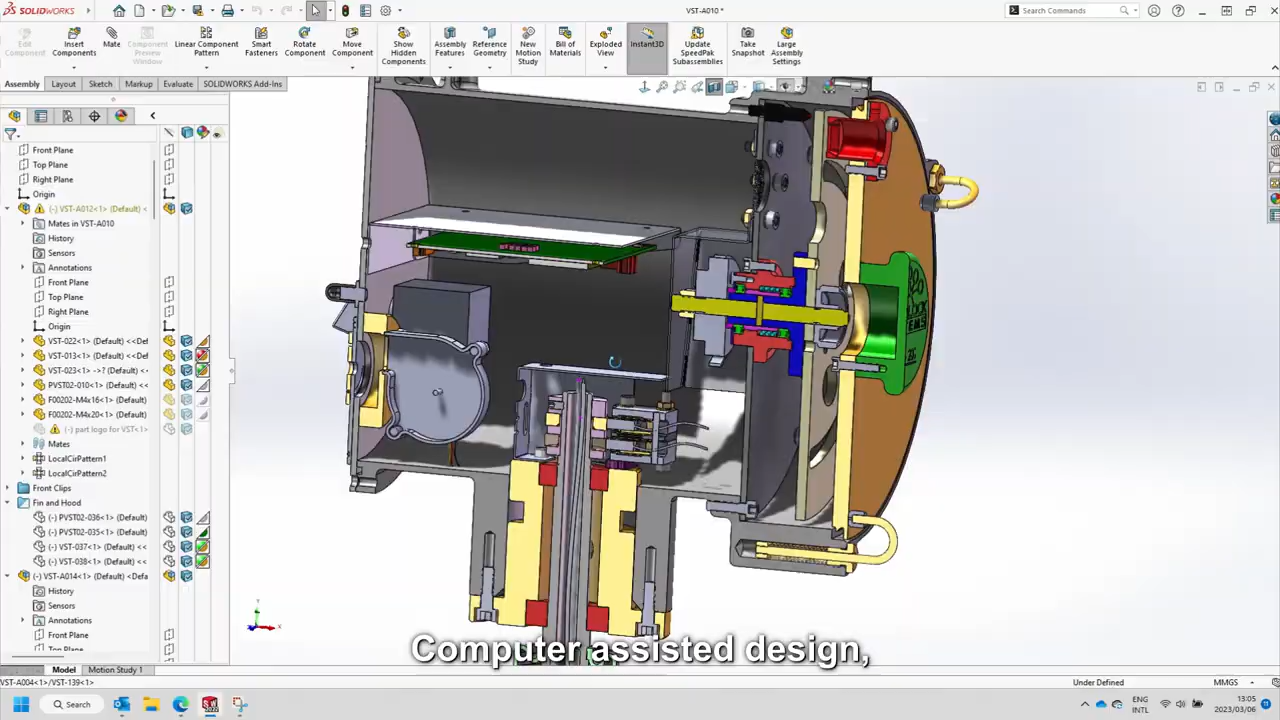 SOLIDWORKS
VST-A010 *
Search Commands
Edit Component
Insert Components
Mate
Component Preview Window
Linear Component Pattern
Smart Fasteners
Rotate Component
Move Component
Show Hidden Components
Assembly Features
Reference Geometry
New Motion Study
Bill of Materials
Exploded View
Instant3D
Update SpeedPak Subassemblies
Take Snapshot
Large Assembly Settings
Assembly
Layout
Sketch
Markup
Evaluate
SOLIDWORKS Add-Ins
Front Plane
Top Plane
Right Plane
Origin
(-) VST-A012<1> (Default) <
Mates in VST-A010
History
Sensors
Annotations
Front Plane
Top Plane
Right Plane
Origin
VST-022<1> (Default) <<Def
VST-013<1> (Default) <<Def
VST-023<1> ->? (Default) <<
PVST02-010<1> (Default) <
F00202-M4x16<1> (Default)
F00202-M4x20<1> (Default)
(-) part logo for VST<1>
Mates
LocalCirPattern1
LocalCirPattern2
Front Clips
Fin and Hood
(-) PVST02-036<1> (Default)
(-) PVST02-035<1> (Default)
(-) VST-037<1> (Default) <<
(-) VST-038<1> (Default) <<
(-) VST-A014<1> (Default) <Defa
History
Sensors
Annotations
Front Plane
Top Plane
Computer assisted design,
Model
Motion Study 1
VST-A004<1>/VST-139<1>
Under Defined
MMGS
Search
ENG
INTL
13:05
2023/03/06